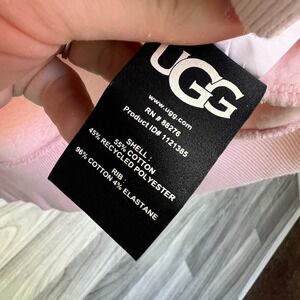 UGG
www.ugg.com
RN # 88276
Product ID# 1121385
SHELL :
55% COTTON
45% RECYCLED POLYESTER
RIB :
96% COTTON 4% ELASTANE